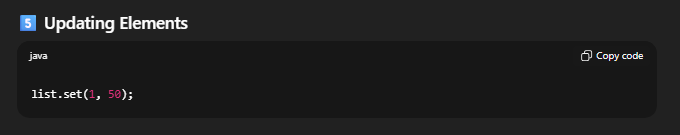 5 Updating Elements
java Copy code
list.set(1, 50);